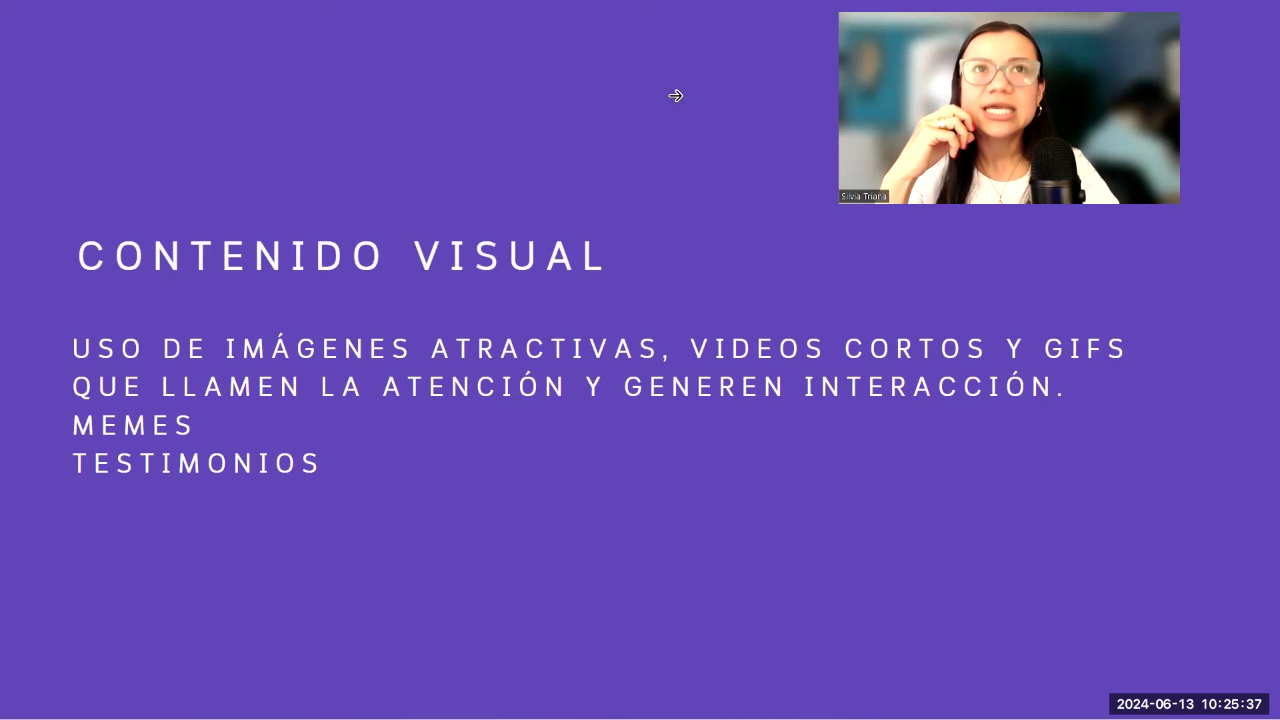 Silvia Triana
CONTENIDO VISUAL
USO DE IMÁGENES ATRACTIVAS, VIDEOS CORTOS Y GIFS
QUE LLAMEN LA ATENCIÓN Y GENEREN INTERACCIÓN.
MEMES
TESTIMONIOS
2024-06-13 10:25:37